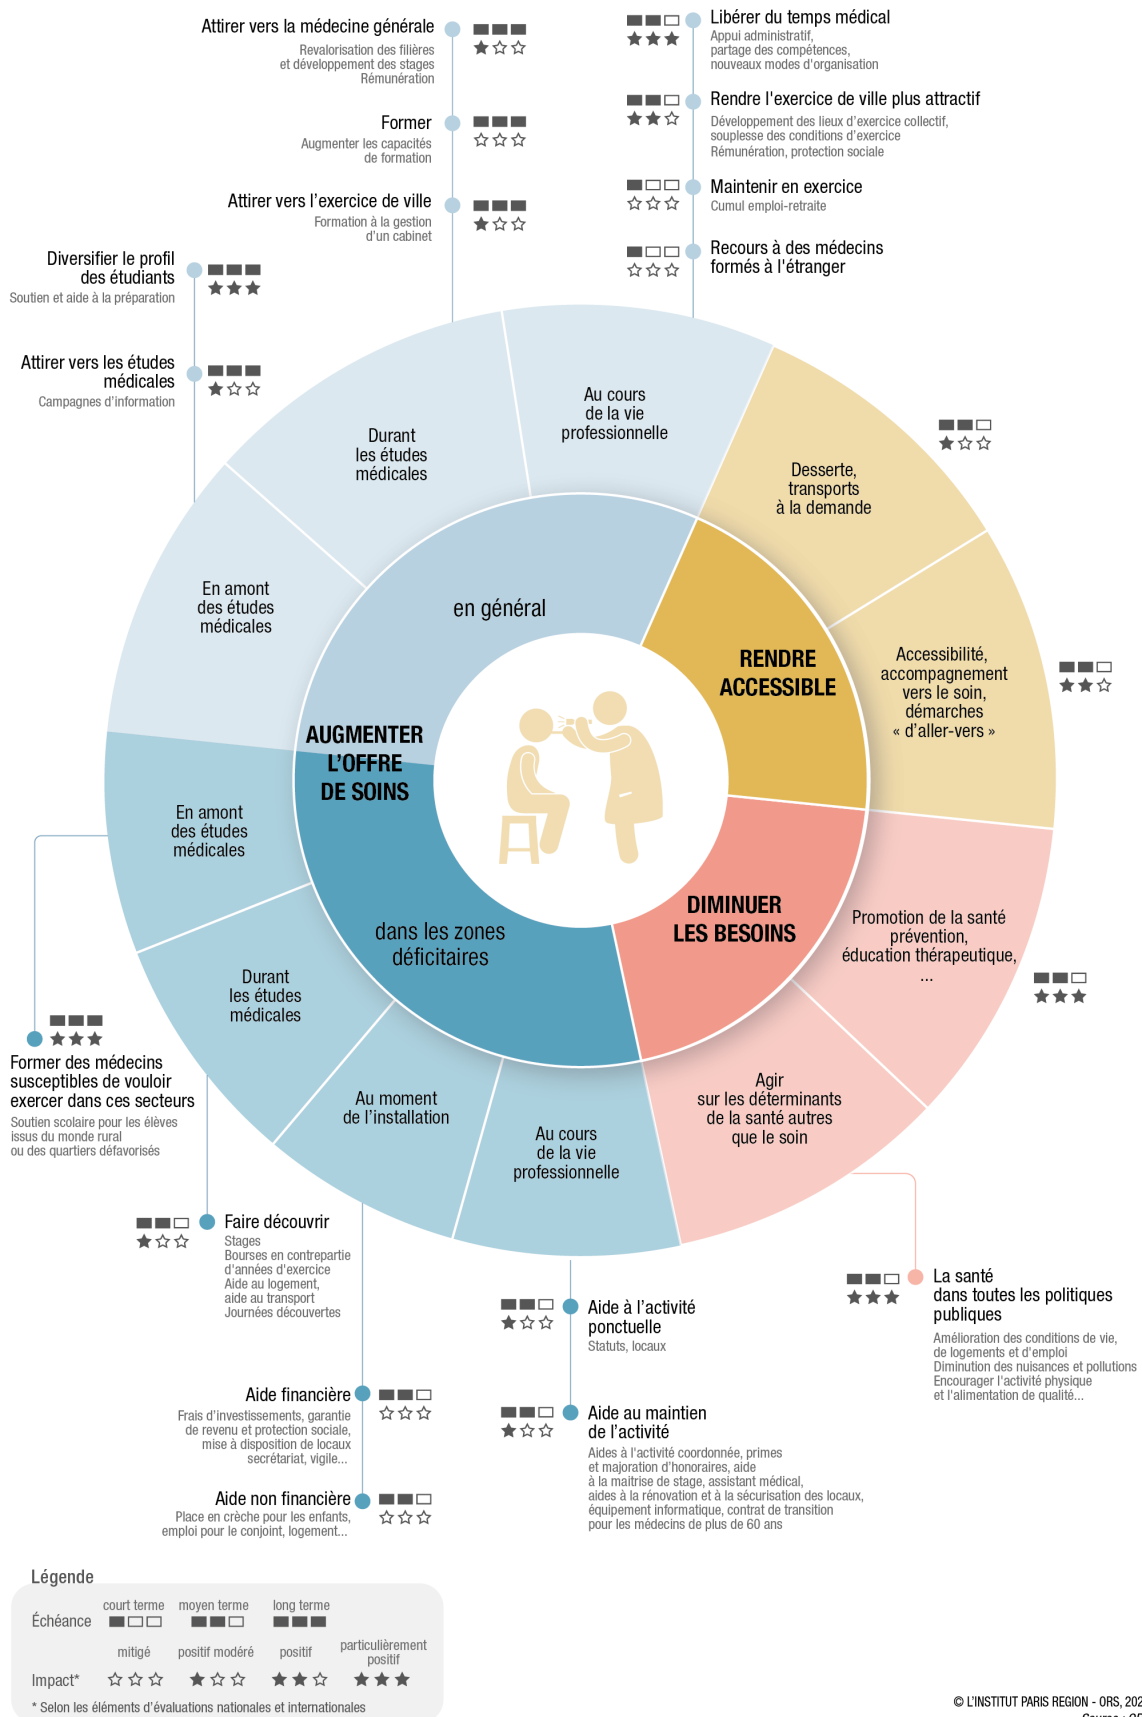 Attirer vers la médecine générale
Revalorisation des filières
et développement des stages
Rémunération
Former
Augmenter les capacités
de formation
Attirer vers l'exercice de ville
Formation à la gestion
d'un cabinet
Libérer du temps médical
Appui administratif,
partage des compétences,
nouveaux modes d'organisation
Rendre l'exercice de ville plus attractif
Développement des lieux d'exercice collectif,
souplesse des conditions d'exercice
Rémunération, protection sociale
Maintenir en exercice
Cumul emploi-retraite
Recours à des médecins
formés à l'étranger
Diversifier le profil
des étudiants
Soutien et aide à la préparation
Attirer vers les études
médicales
Campagnes d'information
Au cours
de la vie
professionnelle
Durant
les études
médicales
En amont
des études
médicales
Desserte,
transports
à la demande
Accessibilité,
accompagnement
vers le soin,
démarches
« d'aller-vers »
en général
RENDRE
ACCESSIBLE
AUGMENTER
L'OFFRE
DE SOINS
dans les zones
déficitaires
DIMINUER
LES BESOINS
En amont
des études
médicales
Durant
les études
médicales
Au moment
de l'installation
Au cours
de la vie
professionnelle
Promotion de la santé
prévention,
éducation thérapeutique,
...
Agir
sur les déterminants
de la santé autres
que le soin
Former des médecins
susceptibles de vouloir
exercer dans ces secteurs
Soutien scolaire pour les élèves
issus du monde rural
ou des quartiers défavorisés
Faire découvrir
Stages
Bourses en contrepartie
d'années d'exercice
Aide au logement,
aide au transport
Journées découvertes
Aide financière
Frais d'investissements, garantie
de revenu et protection sociale,
mise à disposition de locaux
secrétariat, vigile...
Aide non financière
Place en crèche pour les enfants,
emploi pour le conjoint, logement...
Aide à l'activité
ponctuelle
Statuts, locaux
Aide au maintien
de l'activité
Aides à l'activité coordonnée, primes
et majoration d'honoraires, aide
à la maitrise de stage, assistant médical,
aides à la rénovation et à la sécurisation des locaux,
équipement informatique, contrat de transition
pour les médecins de plus de 60 ans
La santé
dans toutes les politiques
publiques
Amélioration des conditions de vie,
de logements et d'emploi
Diminution des nuisances et pollutions
Encourager l'activité physique
et l'alimentation de qualité...
Légende
court terme moyen terme long terme
Échéance
mitigé positif modéré positif particulièrement
positif
Impact*
* Selon les éléments d'évaluations nationales et internationales
© L'INSTITUT PARIS REGION - ORS,